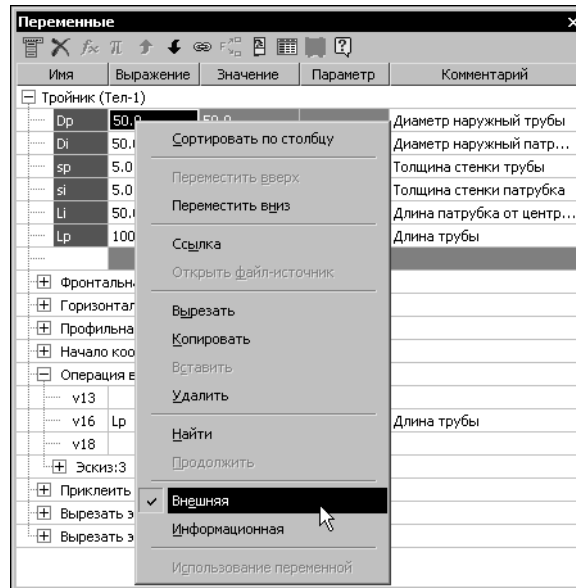 Переменные
Имя Выражение Значение Параметр Комментарий
Тройник (Тел-1)
Dp 50.0 50.0 Диаметр наружный трубы
Di 50. Диаметр наружный патр...
sp 5.0 Толщина стенки трубы
si 5.0 Толщина стенки патрубка
Li 50. Длина патрубка от центр...
Lp 100 Длина трубы
Фронтальн
Горизонтал
Профильна
Начало коо
Операция в
v13
v16 Lp Длина трубы
v18
Эскиз:3
Приклеить
Вырезать э
Вырезать э
Сортировать по столбцу
Переместить вверх
Переместить вниз
Ссылка
Открыть файл-источник
Вырезать
Копировать
Вставить
Удалить
Найти
Продолжить
Внешняя
Информационная
Использование переменной